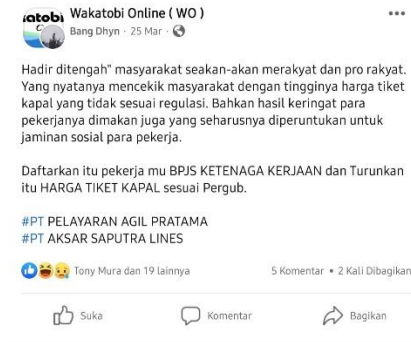 atobi
Wakatobi Online ( WO )
Bang Dhyn · 25 Mar ·
Hadir ditengah" masyarakat seakan-akan merakyat dan pro rakyat.
Yang nyatanya mencekik masyarakat dengan tingginya harga tiket
kapal yang tidak sesuai regulasi. Bahkan hasil keringat para
pekerjanya dimakan juga yang seharusnya diperuntukan untuk
jaminan sosial para pekerja.
Daftarkan itu pekerja mu BPJS KETENAGA KERJAAN dan Turunkan
itu HARGA TIKET KAPAL sesuai Pergub.
#PT PELAYARAN AGIL PRATAMA
#PT AKSAR SAPUTRA LINES
Tony Mura dan 19 lainnya 5 Komentar • 2 Kali Dibagikan
Suka Komentar Bagikan